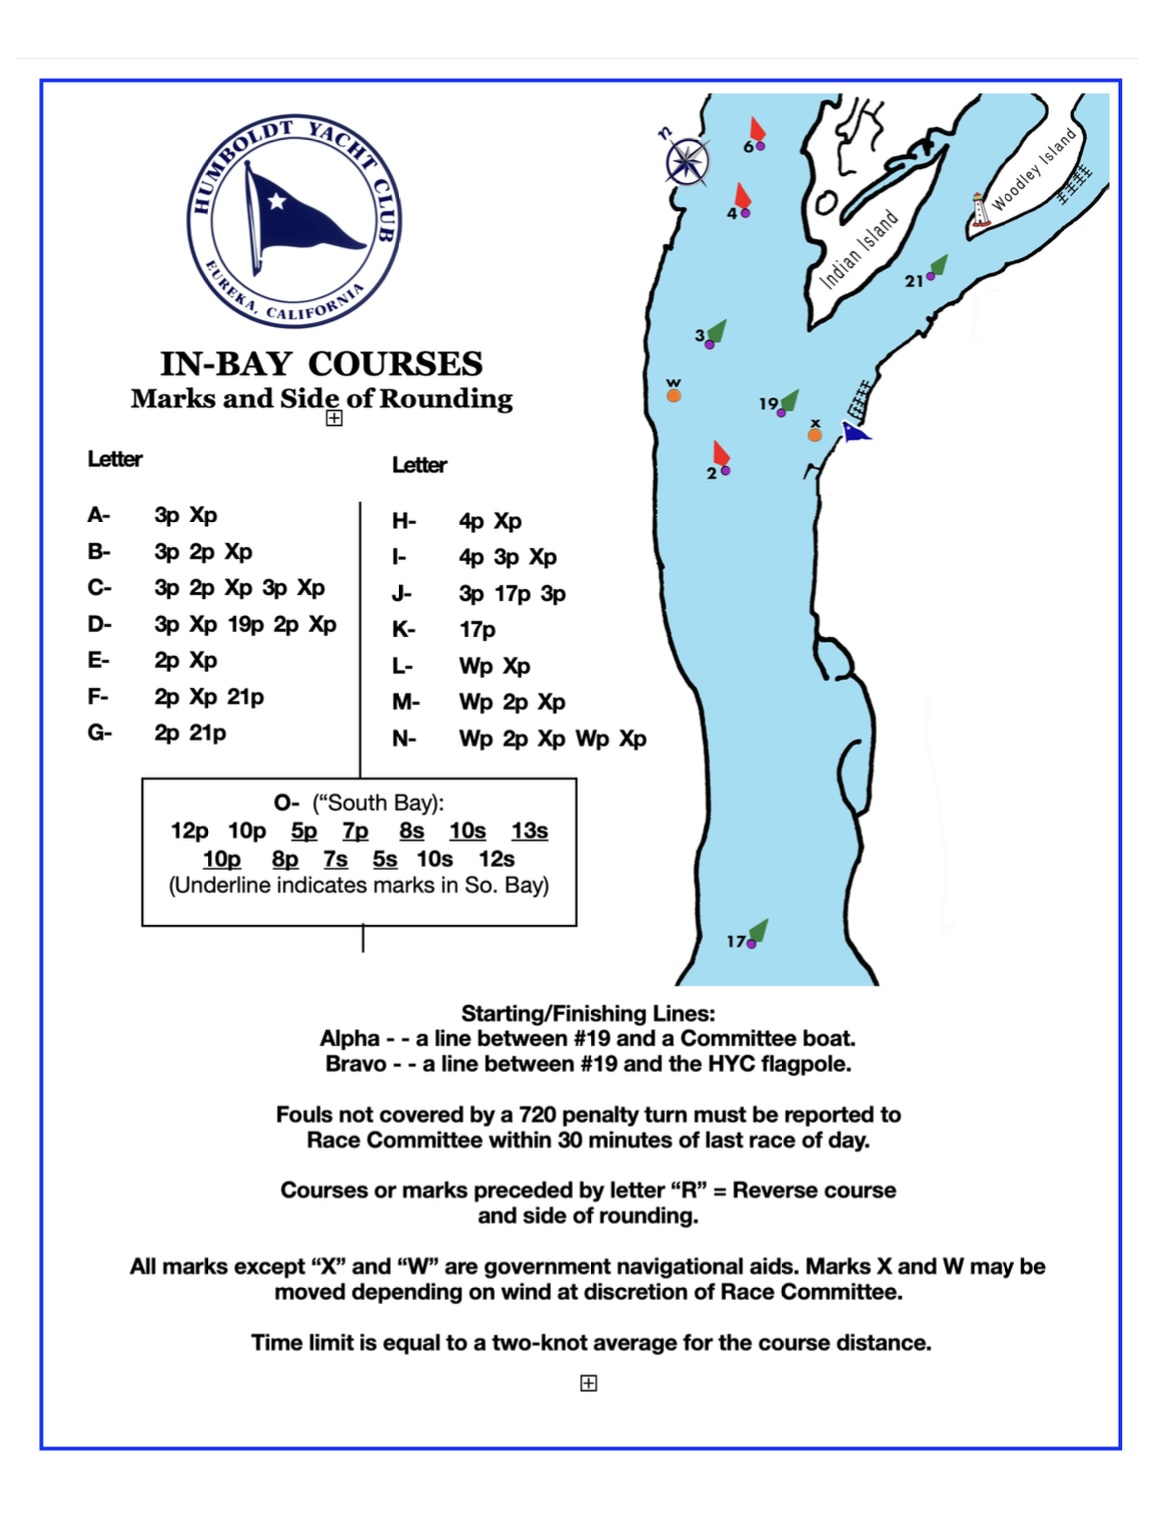 HUMBOLDT YACHT CLUB
EUREKA, CALIFORNIA
IN-BAY COURSES
Marks and Side of Rounding
Letter
A- 3p Xp
B- 3p 2p Xp
C- 3p 2p Xp 3p Xp
D- 3p Xp 19p 2p Xp
E- 2p Xp
F- 2p Xp 21p
G- 2p 21p
Letter
H- 4p Xp
I- 4p 3p Xp
J- 3p 17p 3p
K- 17p
L- Wp Xp
M- Wp 2p Xp
N- Wp 2p Xp Wp Xp
O- (“South Bay):
12p 10p 5p 7p 8s 10s 13s
10p 8p 7s 5s 10s 12s
(Underline indicates marks in So. Bay)
n
6
4
Indian Island
Woodley Island
21
3
W
19
X
2
17
Starting/Finishing Lines:
Alpha - - a line between #19 and a Committee boat.
Bravo - - a line between #19 and the HYC flagpole.
Fouls not covered by a 720 penalty turn must be reported to
Race Committee within 30 minutes of last race of day.
Courses or marks preceded by letter “R” = Reverse course
and side of rounding.
All marks except “X” and “W” are government navigational aids. Marks X and W may be
moved depending on wind at discretion of Race Committee.
Time limit is equal to a two-knot average for the course distance.